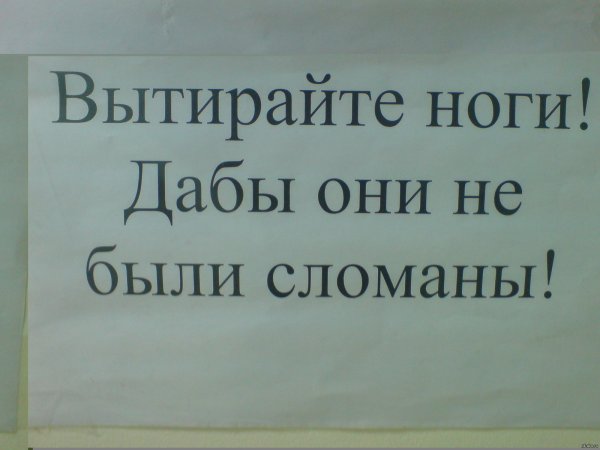 Вытирайте ноги!
Дабы они не
были сломаны!